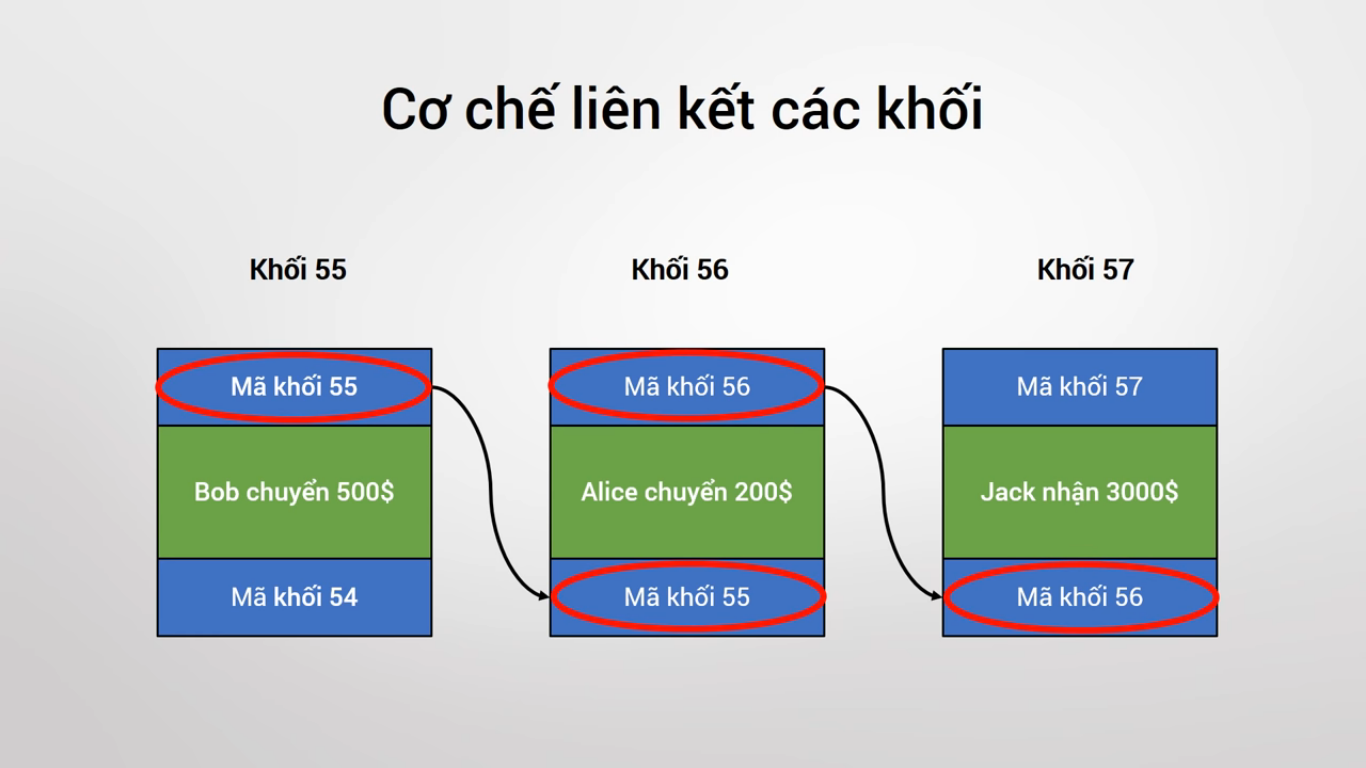 Cơ chế liên kết các khối
Khối 55
Khối 56
Khối 57
Mã khối 55
Bob chuyển 500$
Mã khối 54
Mã khối 56
Alice chuyển 200$
Mã khối 55
Mã khối 57
Jack nhận 3000$
Mã khối 56